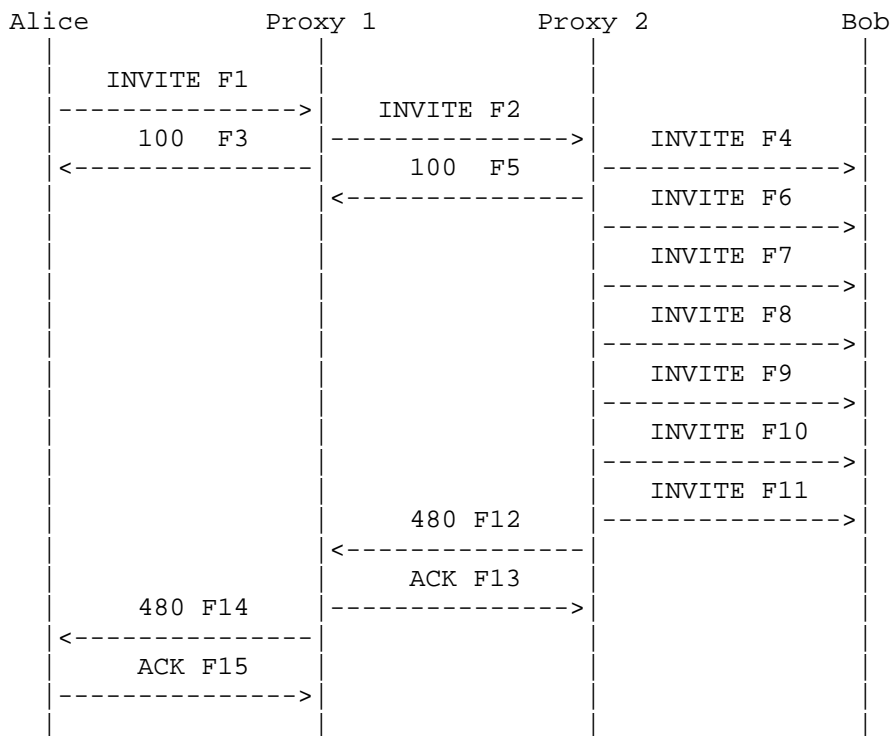 Alice Proxy 1 Proxy 2 Bob
INVITE F1
INVITE F2
100 F3
INVITE F4
100 F5
INVITE F6
INVITE F7
INVITE F8
INVITE F9
INVITE F10
INVITE F11
480 F12
ACK F13
480 F14
ACK F15